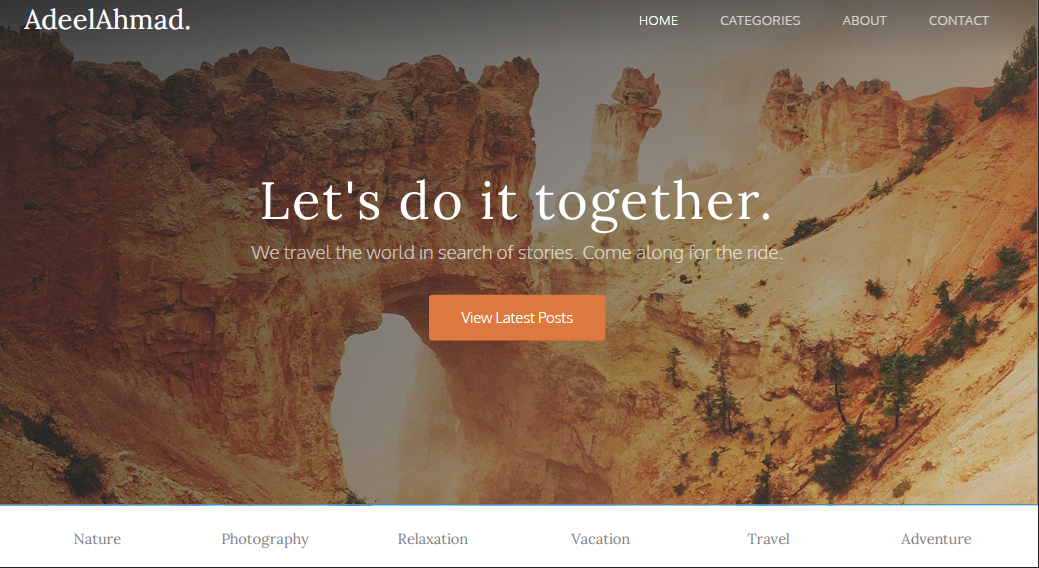 AdeelAhmad.
HOME CATEGORIES ABOUT CONTACT
Let's do it together.
We travel the world in search of stories. Come along for the ride.
View Latest Posts
Nature Photography Relaxation Vacation Travel Adventure